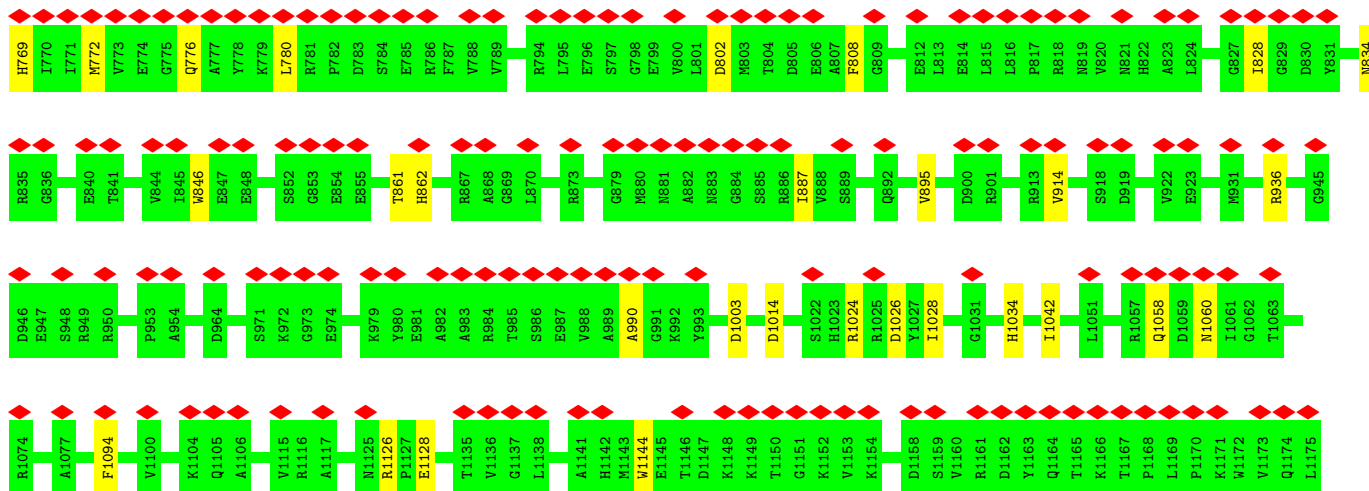 H769 I770 I771 M772 V773 E774 G775 Q776 A777 Y778 K779 L780 R781 P782 D783 S784 E785 R786 F787 V788 V789 R794 L795 E796 S797 G798 E799 V800 L801 D802 M803 T804 D805 E806 A807 F808 G809 E812 L813 E814 L815 L816 P817 R818 N819 V820 N821 H822 A823 L824 G827 I828 G829 D830 Y831 N834
R835 G836 E840 T841 V844 I845 W846 E847 E848 S852 G853 E854 E855 T861 H862 R867 A868 G869 L870 R873 G879 M880 N881 A882 N883 G884 S885 R886 I887 V888 S889 Q892 V895 D900 R901 R913 V914 S918 D919 V922 E923 M931 R936 G945
D946 E947 S948 R949 R950 P953 A954 D964 S971 K972 G973 E974 K979 Y980 E981 A982 A983 R984 T985 S986 E987 V988 A989 A990 G991 K992 Y993 D1003 D1014 S1022 H1023 R1024 R1025 D1026 Y1027 I1028 G1031 H1034 I1042 L1051 R1057 Q1058 D1059 N1060 I1061 G1062 T1063
R1074 A1077 F1094 V1100 K1104 Q1105 A1106 V1115 R1116 A1117 N1125 R1126 P1127 E1128 T1135 V1136 G1137 L1138 A1141 H1142 M1143 W1144 E1145 T1146 D1147 K1148 K1149 T1150 G1151 K1152 V1153 K1154 D1158 S1159 V1160 R1161 D1162 Y1163 Q1164 T1165 K1166 T1167 P1168 L1169 P1170 K1171 W1172 V1173 Q1174 L1175